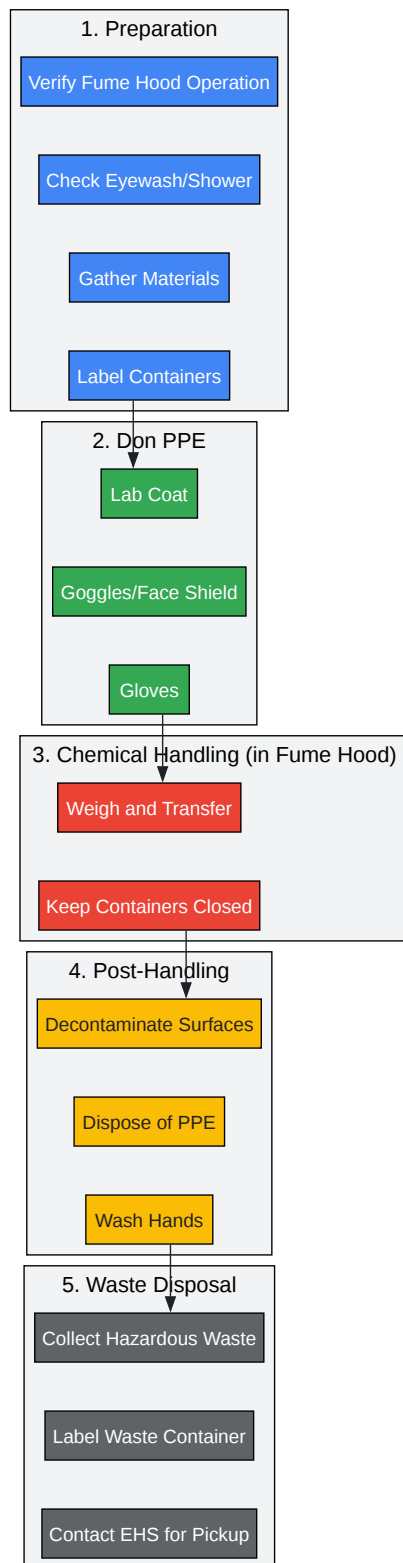 1. Preparation
Verify Fume Hood Operation
Check Eyewash/Shower
Gather Materials
Label Containers
2. Don PPE
Lab Coat
Goggles/Face Shield
Gloves
3. Chemical Handling (in Fume Hood)
Weigh and Transfer
Keep Containers Closed
4. Post-Handling
Decontaminate Surfaces
Dispose of PPE
Wash Hands
5. Waste Disposal
Collect Hazardous Waste
Label Waste Container
Contact EHS for Pickup